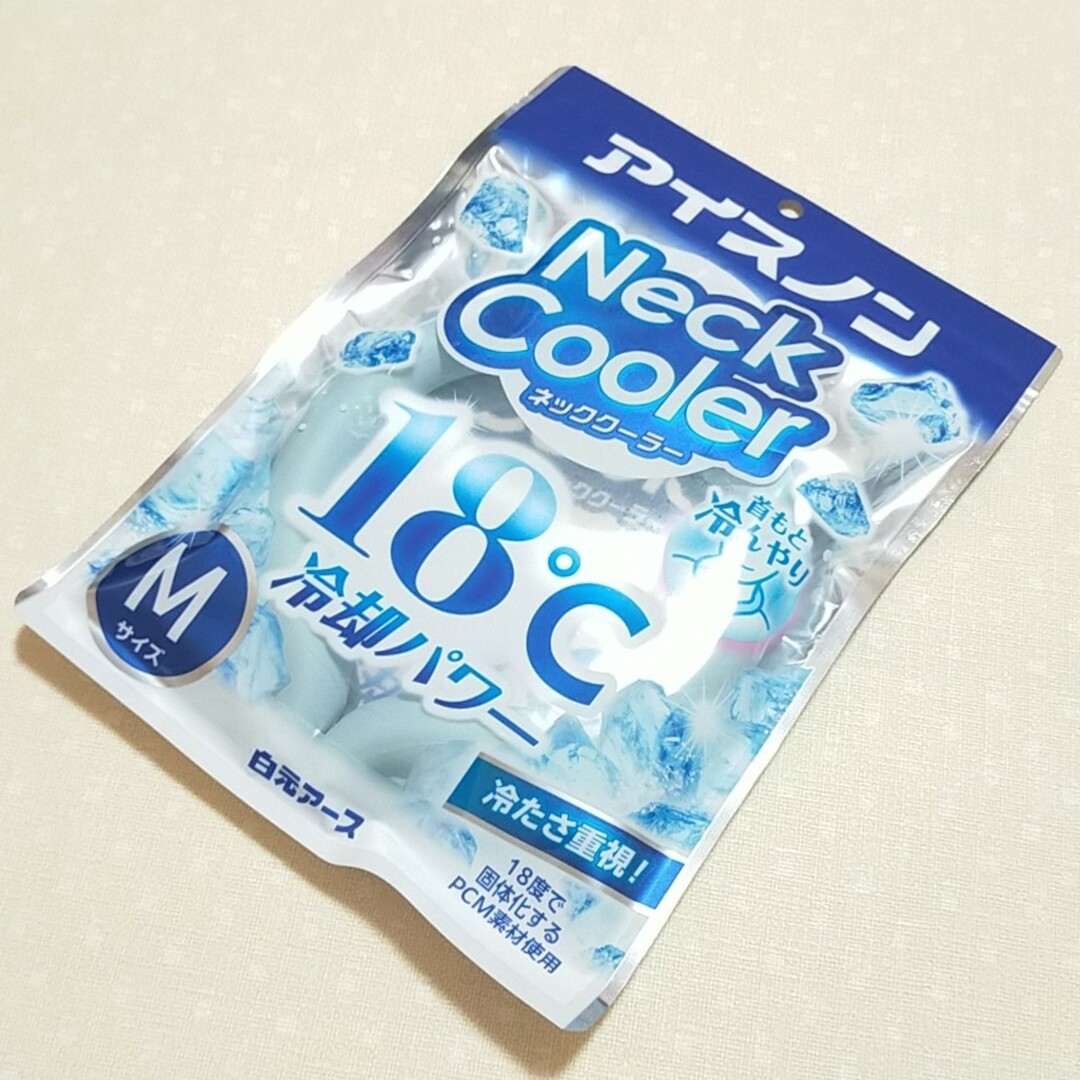 アイスノン
Neck
Cooler
ネッククーラー
18℃
冷却パワー
首もと
冷んやり
M
サイズ
白元アース
冷たさ重視!
18度で
固体化する
PCM素材使用